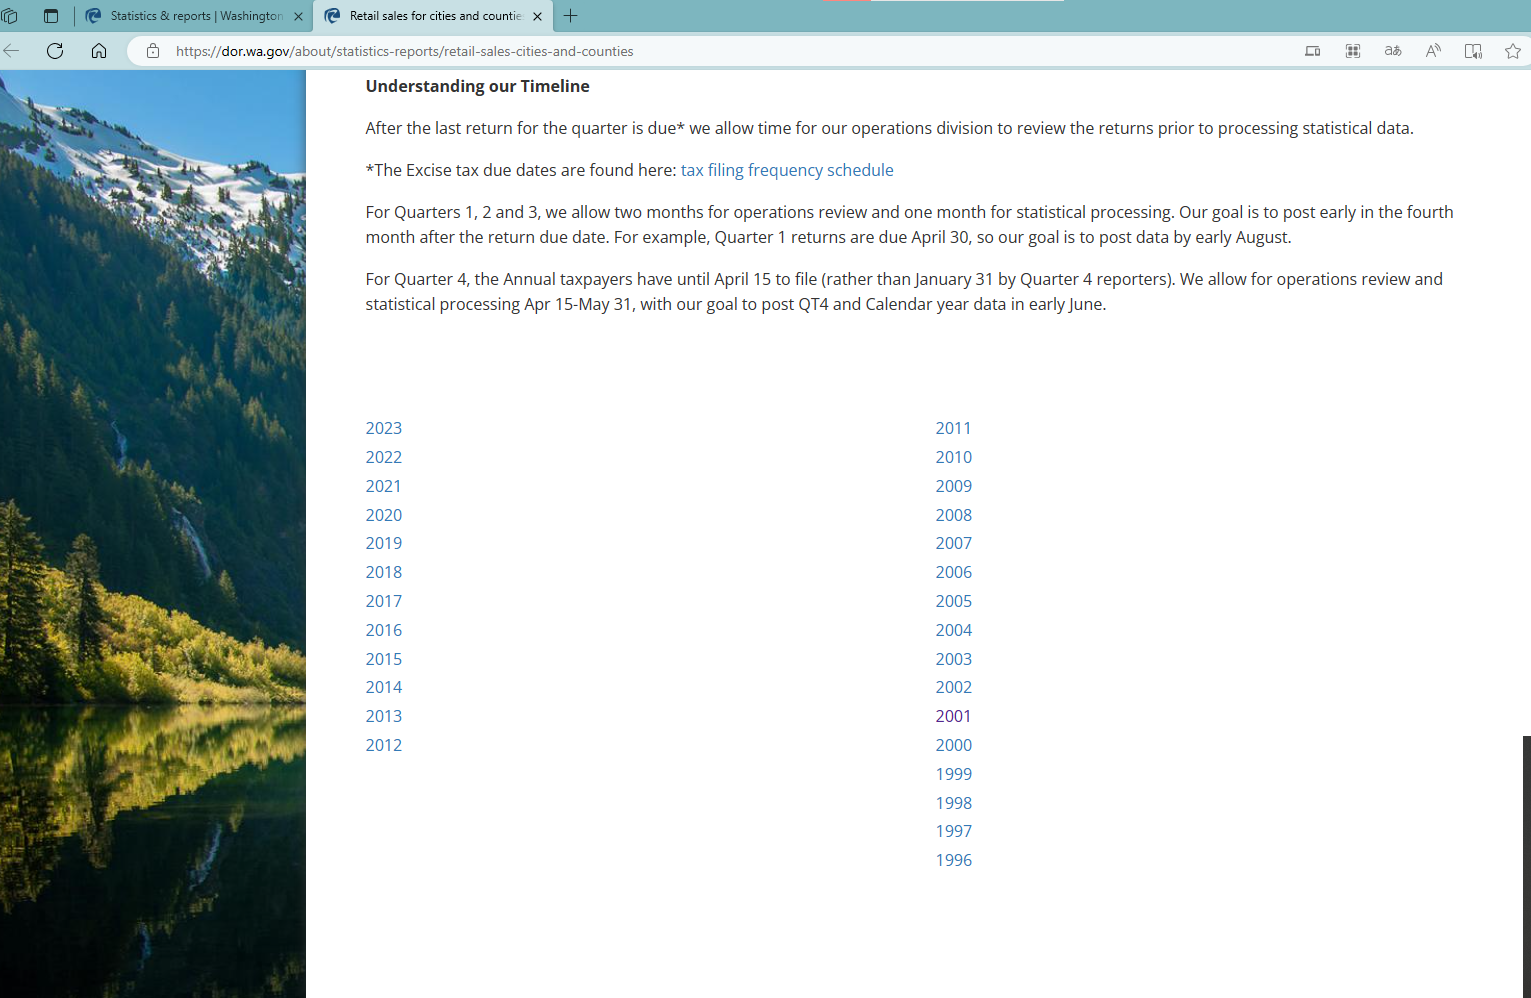 Statistics & reports | Washington
Retail sales for cities and countie
https://dor.wa.gov/about/statistics-reports/retail-sales-cities-and-counties
Understanding our Timeline
After the last return for the quarter is due* we allow time for our operations division to review the returns prior to processing statistical data.
*The Excise tax due dates are found here: tax filing frequency schedule
For Quarters 1, 2 and 3, we allow two months for operations review and one month for statistical processing. Our goal is to post early in the fourth
month after the return due date. For example, Quarter 1 returns are due April 30, so our goal is to post data by early August.
For Quarter 4, the Annual taxpayers have until April 15 to file (rather than January 31 by Quarter 4 reporters). We allow for operations review and
statistical processing Apr 15-May 31, with our goal to post QT4 and Calendar year data in early June.
2023
2022
2021
2020
2019
2018
2017
2016
2015
2014
2013
2012
2011
2010
2009
2008
2007
2006
2005
2004
2003
2002
2001
2000
1999
1998
1997
1996